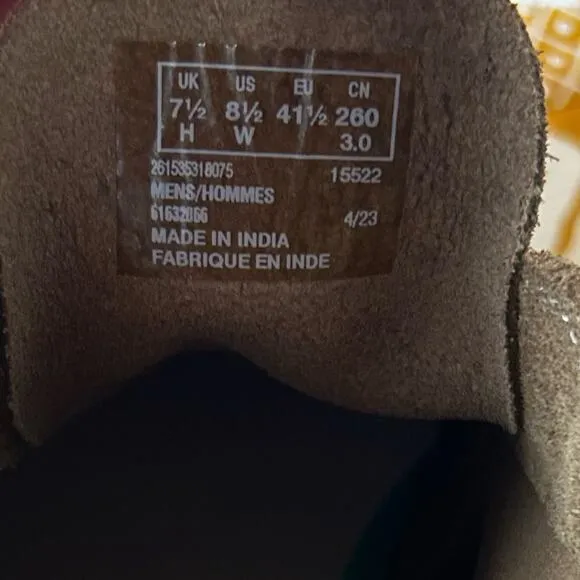 UK US EU CN
7½ 8½ 41½ 260
H W 3.0
261535318075 15522
MENS/HOMMES
61632066 4/23
MADE IN INDIA
FABRIQUE EN INDE